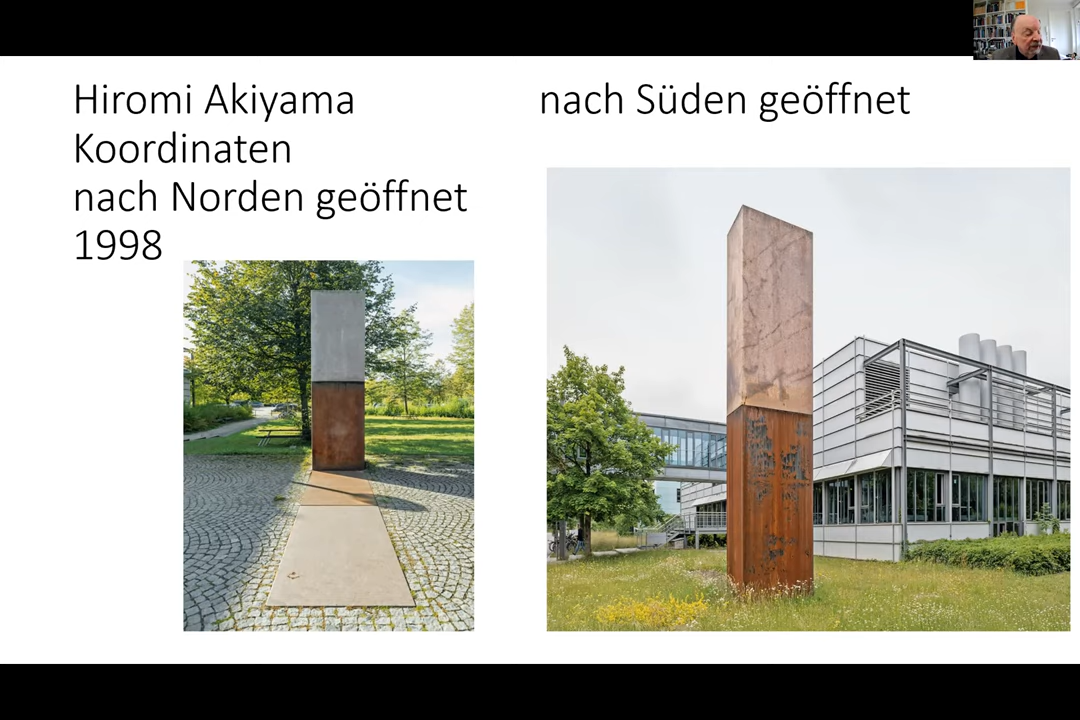 Hiromi Akiyama
Koordinaten
nach Norden geöffnet
1998
nach Süden geöffnet